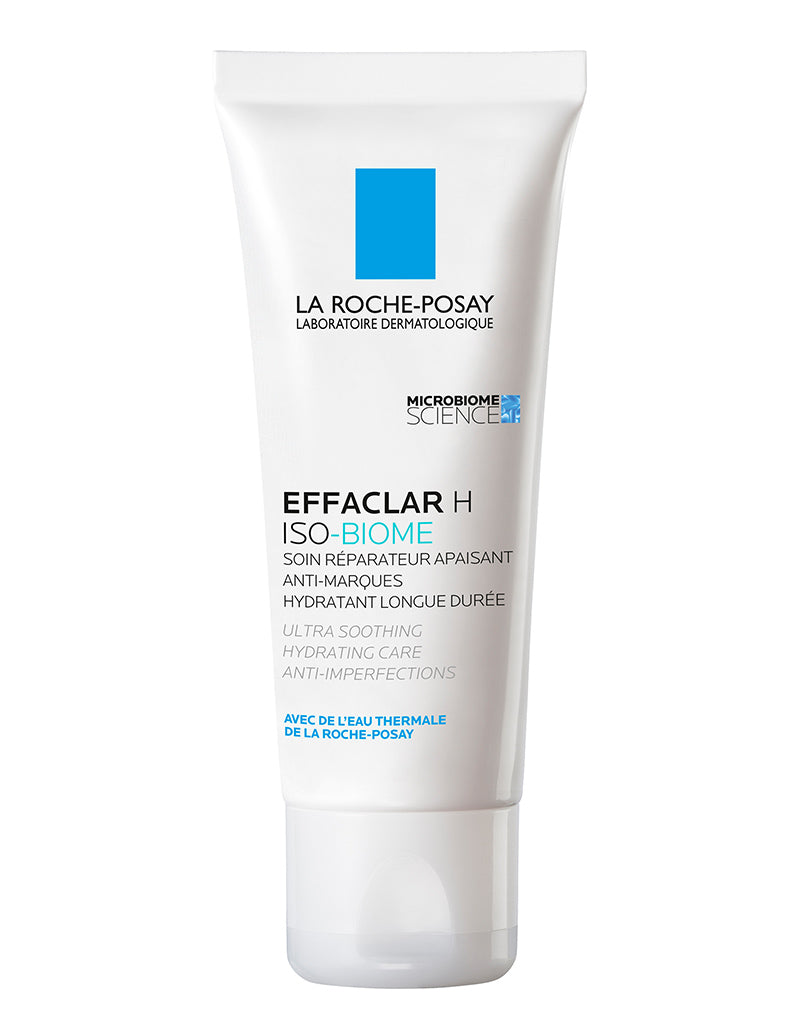 LA ROCHE-POSAY
LABORATOIRE DERMATOLOGIQUE
MICROBIOME
SCIENCE
EFFACLAR H
ISO-BIOME
SOIN RÉPARATEUR APAISANT
ANTI-MARQUES
HYDRATANT LONGUE DURÉE
ULTRA SOOTHING
HYDRATING CARE
ANTI-IMPERFECTIONS
AVEC DE L'EAU THERMALE
DE LA ROCHE-POSAY